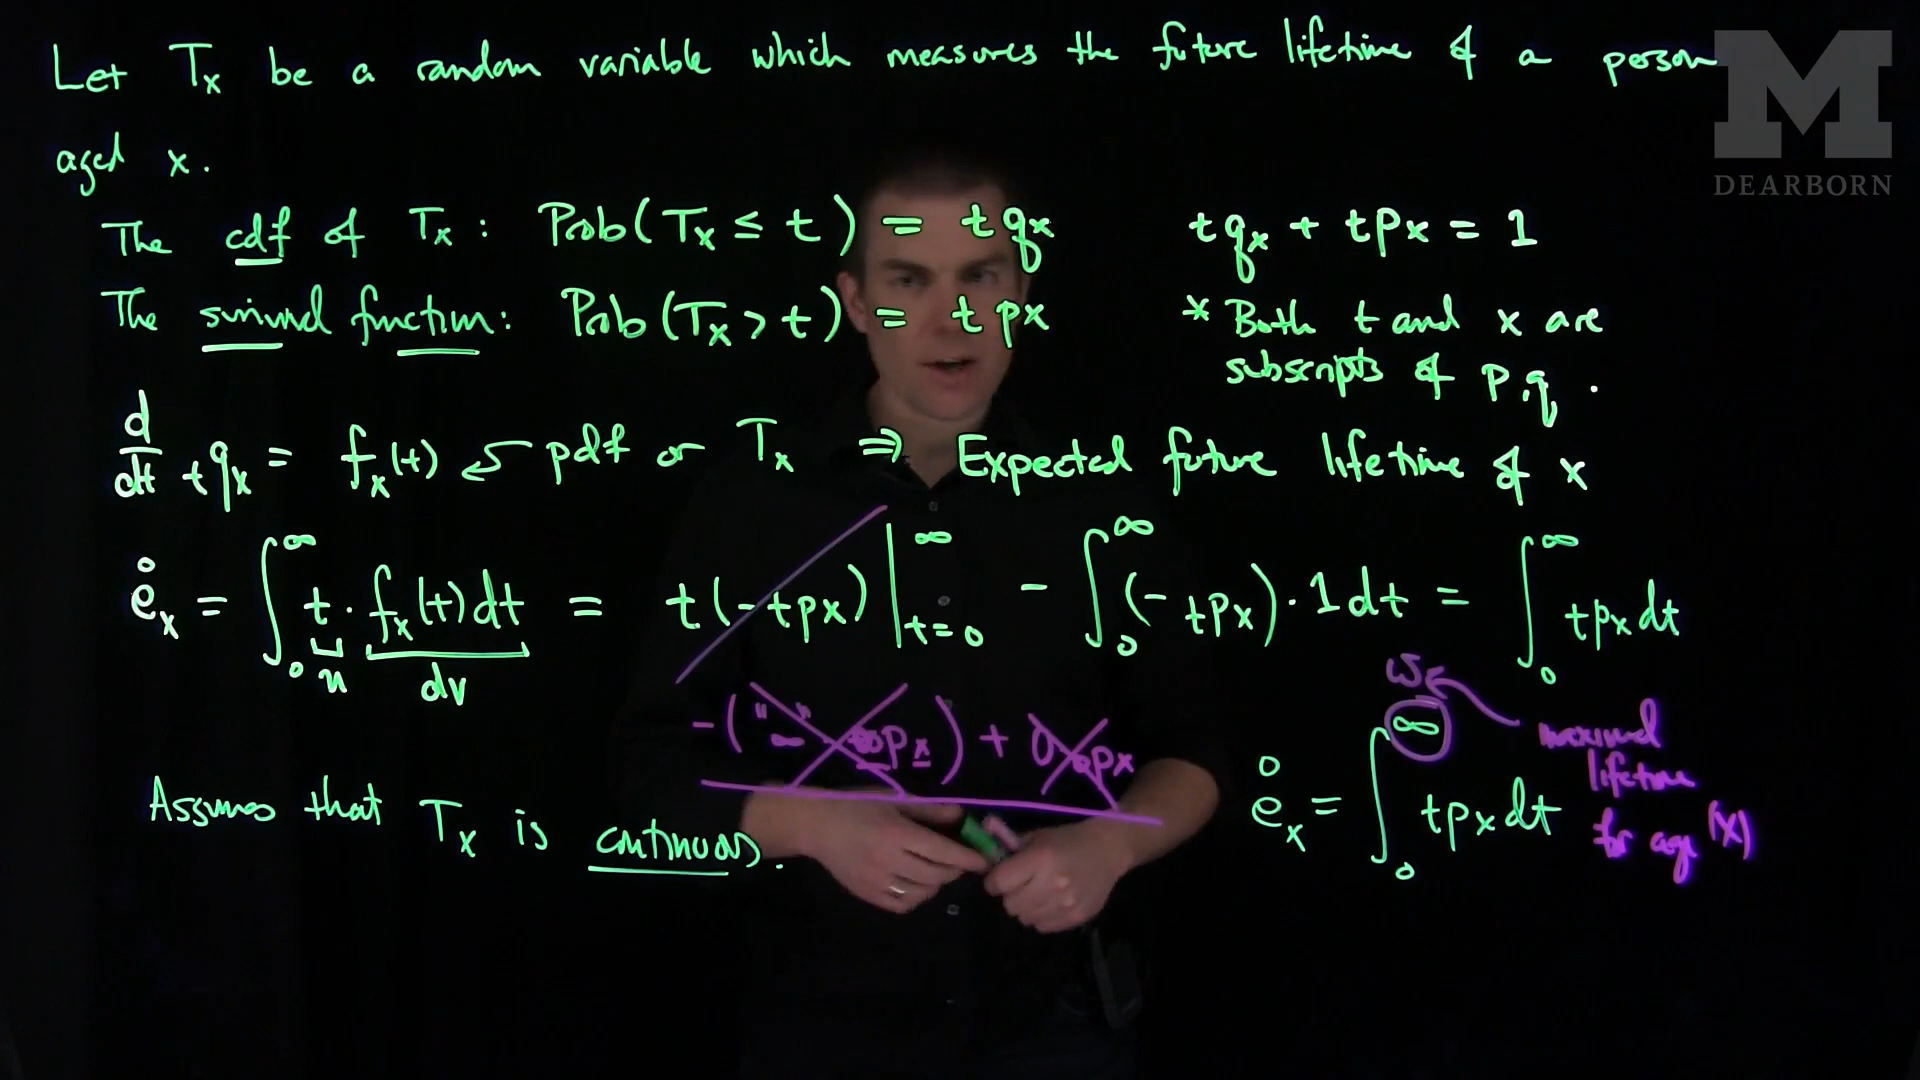 Let Tx be a random variable which measures the future lifetime of a person
aged x.
M
DEARBORN
The cdf of Tx : Prob(Tx ≤ t) = tqx
tqx + tpx = 1
The survival function: Prob(Tx > t) = tpx
* Both t and x are
subscripts of p,q.
d/dt tqx = fx(t) ← pdf or Tx ⇒ Expected future lifetime of x
e̊x = ∫₀^∞ t · fx(t)dt = t(-tpx) |_{t=0}^∞ - ∫₀^∞ (-tpx) · 1dt = ∫₀^∞ tpx dt
u dv
-("∞" · ∞px) + 0 · 0px
ω ← maximal
lifetime
for age (x)
e̊x = ∫₀^∞ tpx dt
Assumes that Tx is continuous.